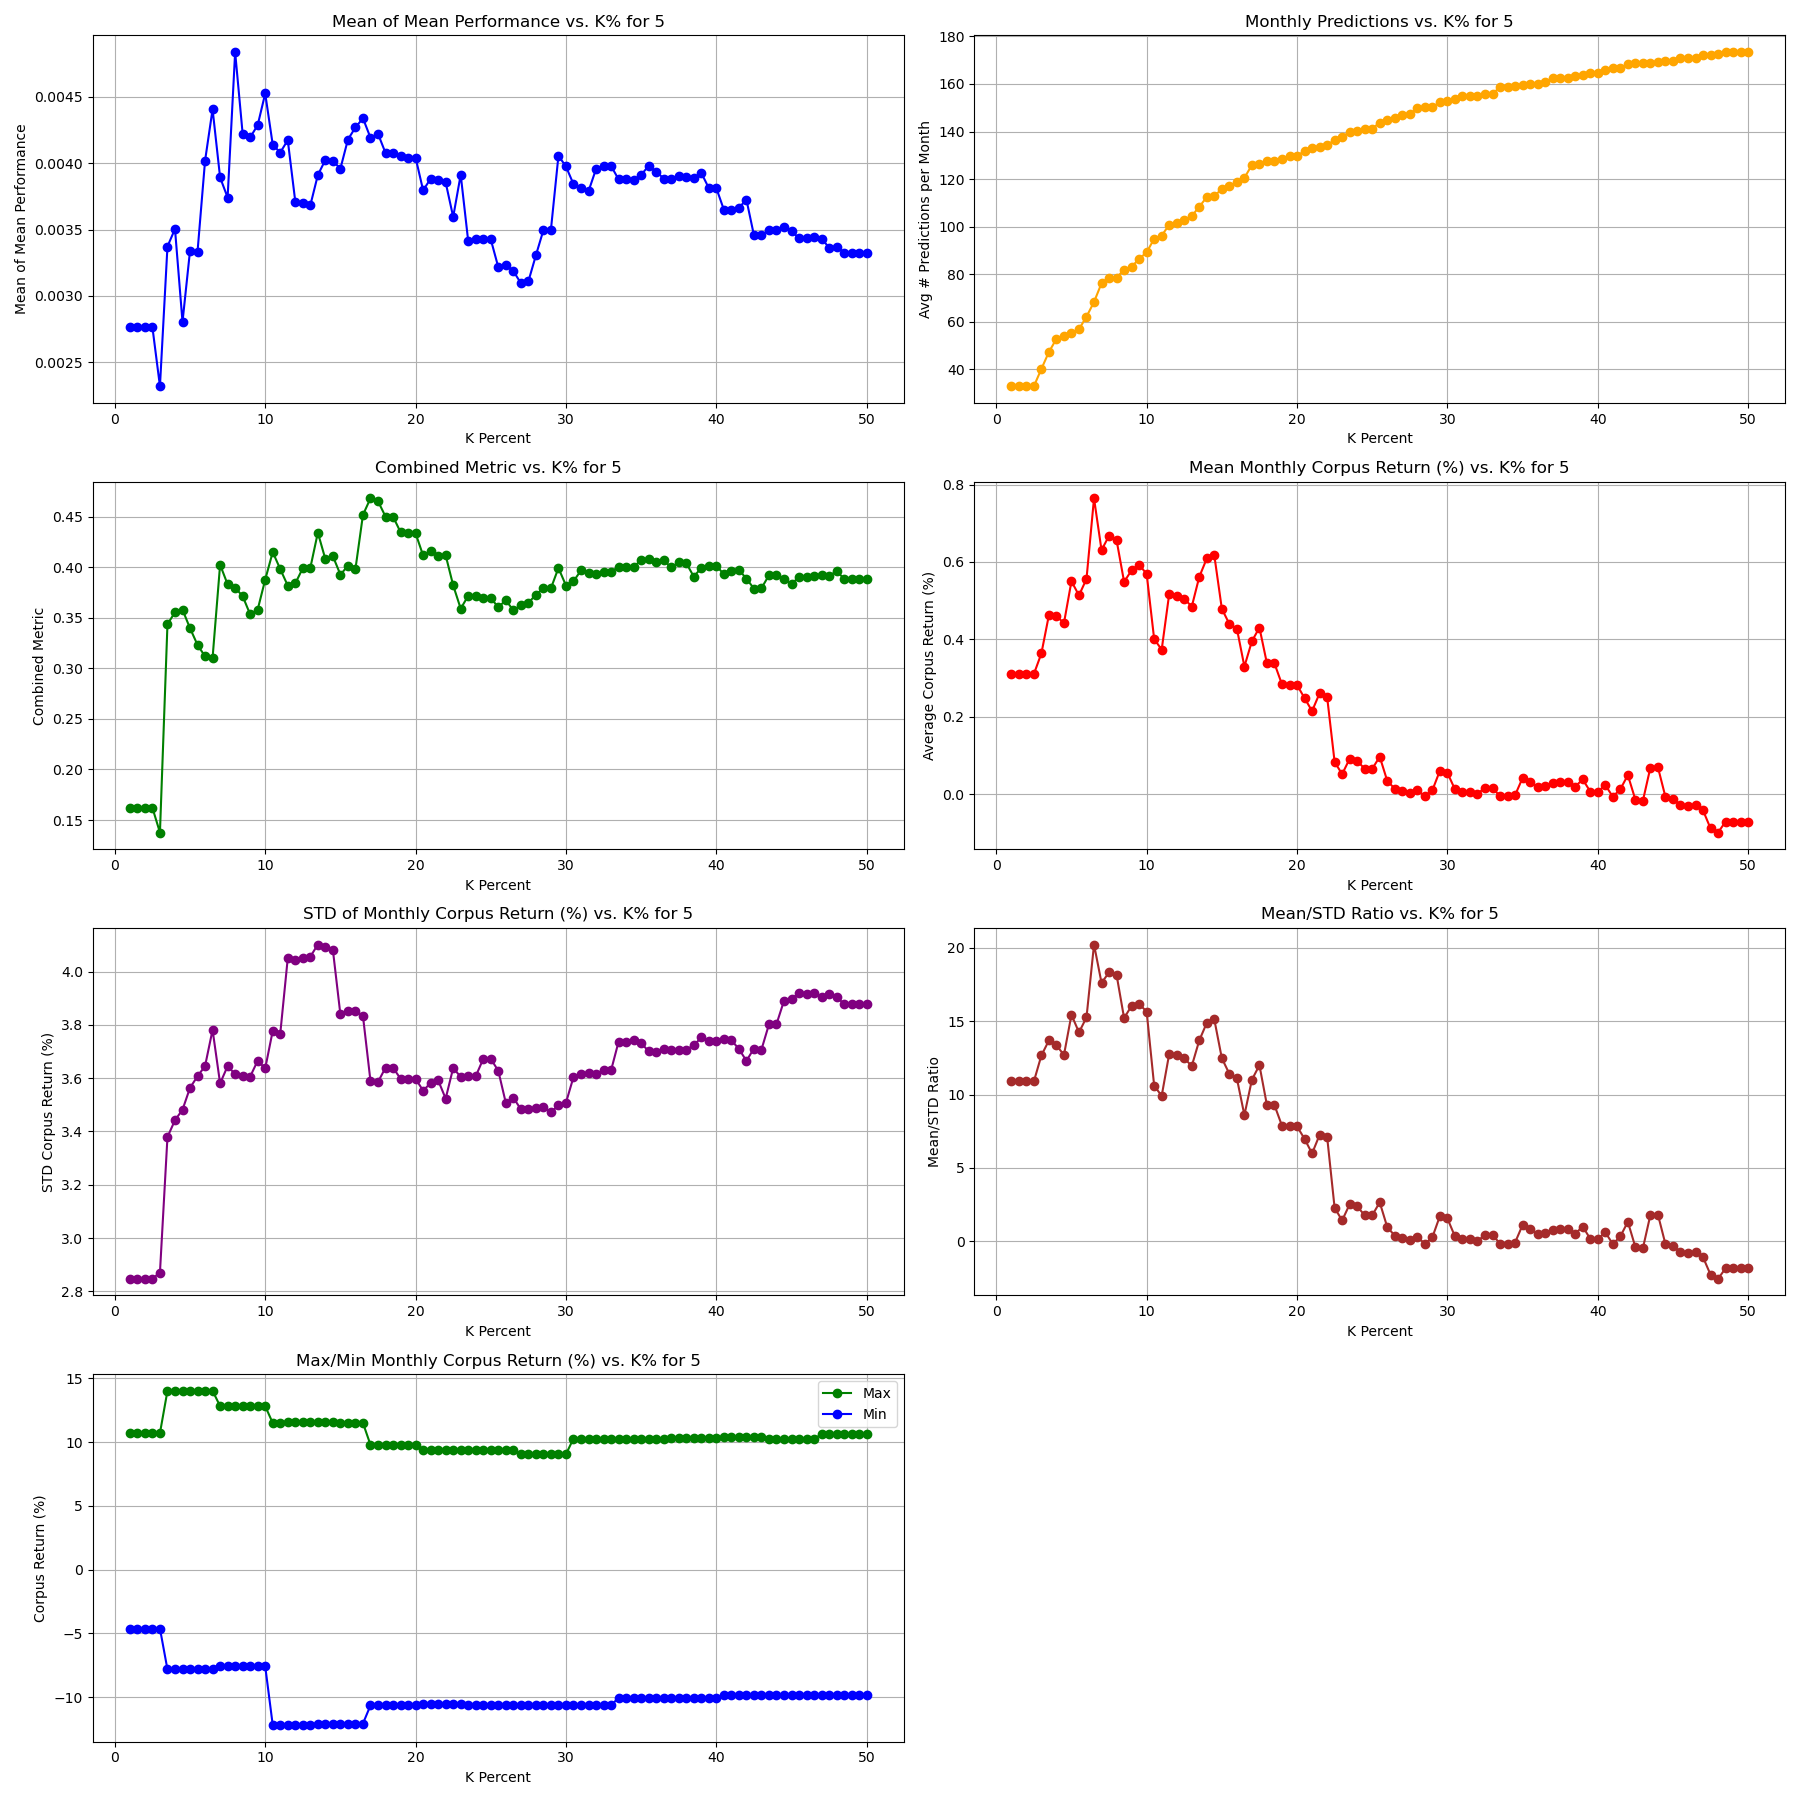 Mean of Mean Performance vs. K% for 5
Mean of Mean Performance
0.0045
0.0040
0.0035
0.0030
0.0025
0 10 20 30 40 50
K Percent
Monthly Predictions vs. K% for 5
Avg # Predictions per Month
180
160
140
120
100
80
60
40
0 10 20 30 40 50
K Percent
Combined Metric vs. K% for 5
Combined Metric
0.45
0.40
0.35
0.30
0.25
0.20
0.15
0 10 20 30 40 50
K Percent
Mean Monthly Corpus Return (%) vs. K% for 5
Average Corpus Return (%)
0.8
0.6
0.4
0.2
0.0
0 10 20 30 40 50
K Percent
STD of Monthly Corpus Return (%) vs. K% for 5
STD Corpus Return (%)
4.0
3.8
3.6
3.4
3.2
3.0
2.8
0 10 20 30 40 50
K Percent
Mean/STD Ratio vs. K% for 5
Mean/STD Ratio
20
15
10
5
0
0 10 20 30 40 50
K Percent
Max/Min Monthly Corpus Return (%) vs. K% for 5
Corpus Return (%)
15
10
5
0
−5
−10
Max
Min
0 10 20 30 40 50
K Percent